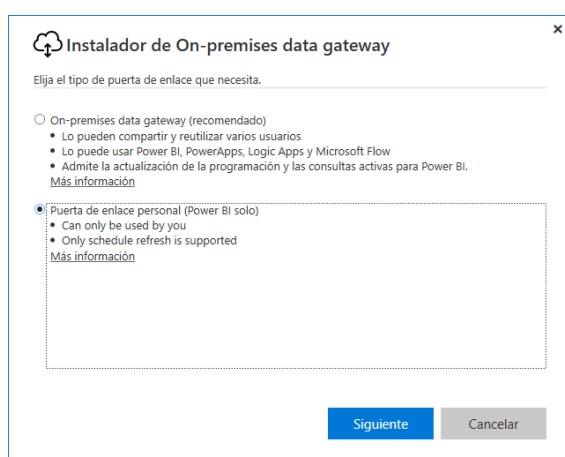 Instalador de On-premises data gateway
Elija el tipo de puerta de enlace que necesita.
On-premises data gateway (recomendado)
• Lo pueden compartir y reutilizar varios usuarios
• Lo puede usar Power BI, PowerApps, Logic Apps y Microsoft Flow
• Admite la actualización de la programación y las consultas activas para Power BI.
Más información
Puerta de enlace personal (Power BI solo)
• Can only be used by you
• Only schedule refresh is supported
Más información
Siguiente
Cancelar